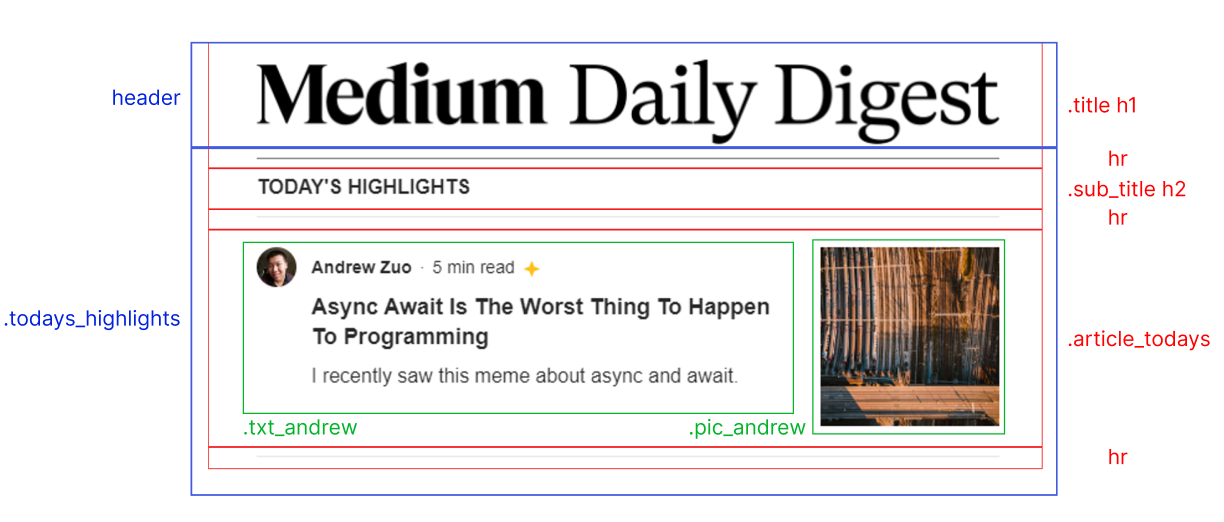 Medium Daily Digest
header
.title h1
hr
TODAY'S HIGHLIGHTS
.sub_title h2
hr
Andrew Zuo · 5 min read
Async Await Is The Worst Thing To Happen
To Programming
I recently saw this meme about async and await.
.todays_highlights
.article_todays
.txt_andrew
.pic_andrew
hr